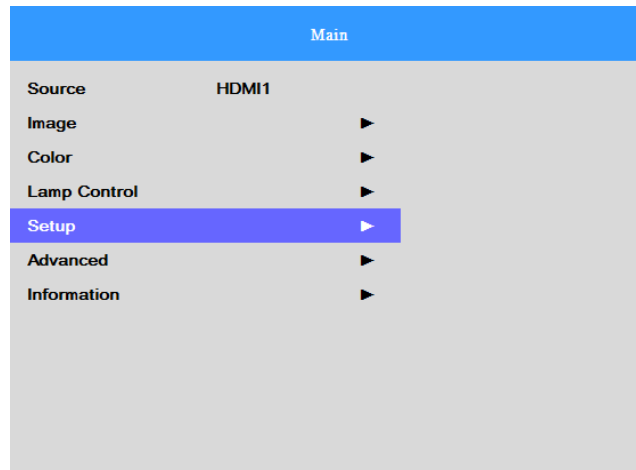 Main
Source HDMI1
Image
Color
Lamp Control
Setup
Advanced
Information